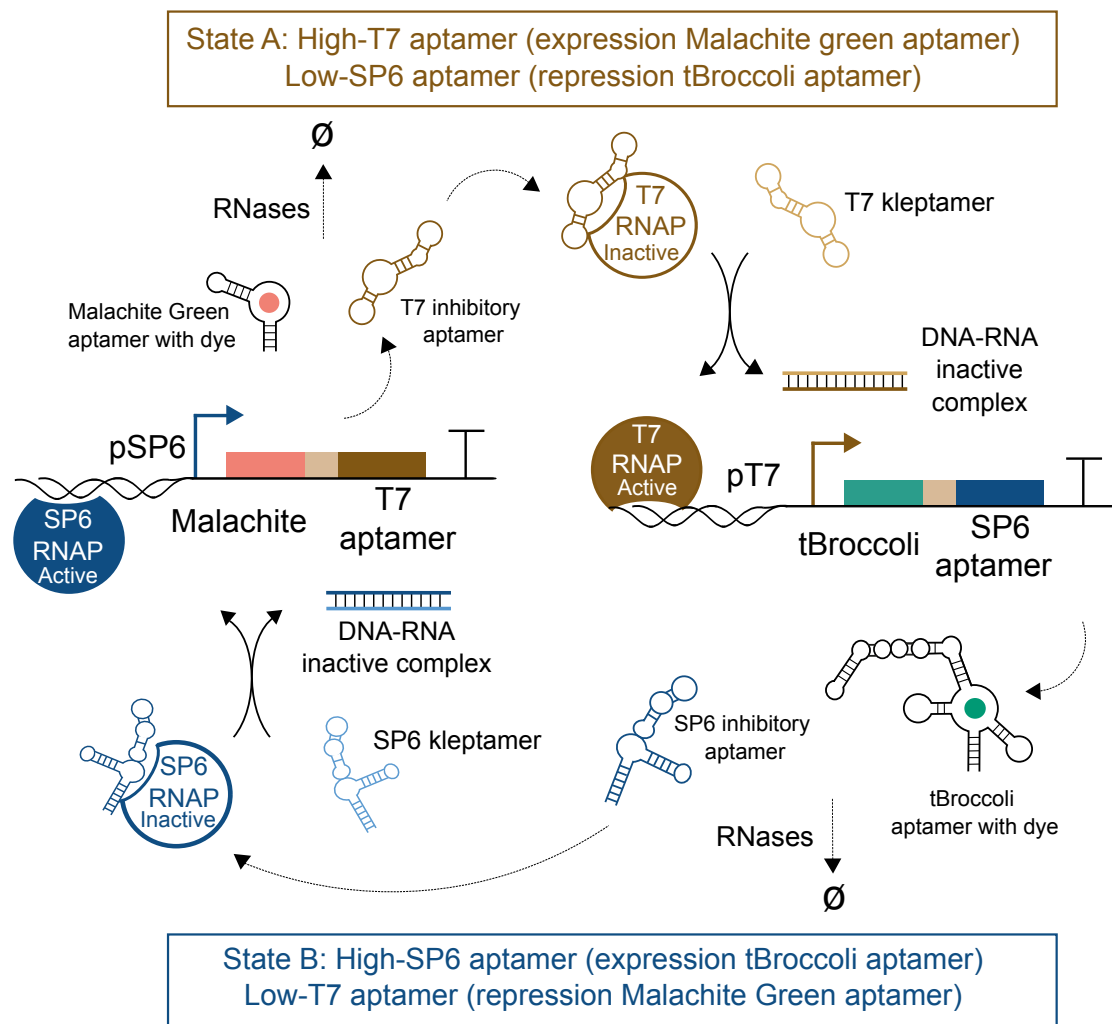 State A: High-T7 aptamer (expression Malachite green aptamer)
Low-SP6 aptamer (repression tBroccoli aptamer)
Ø
RNases
T7
RNAP
Inactive
T7 kleptamer
Malachite Green
aptamer with dye
T7 inhibitory
aptamer
DNA-RNA
inactive
complex
pSP6
SP6
RNAP
Active
Malachite
T7
aptamer
T7
RNAP
Active
pT7
tBroccoli
SP6
aptamer
DNA-RNA
inactive complex
SP6
RNAP
Inactive
SP6 kleptamer
SP6 inhibitory
aptamer
tBroccoli
aptamer with dye
RNases
Ø
State B: High-SP6 aptamer (expression tBroccoli aptamer)
Low-T7 aptamer (repression Malachite Green aptamer)